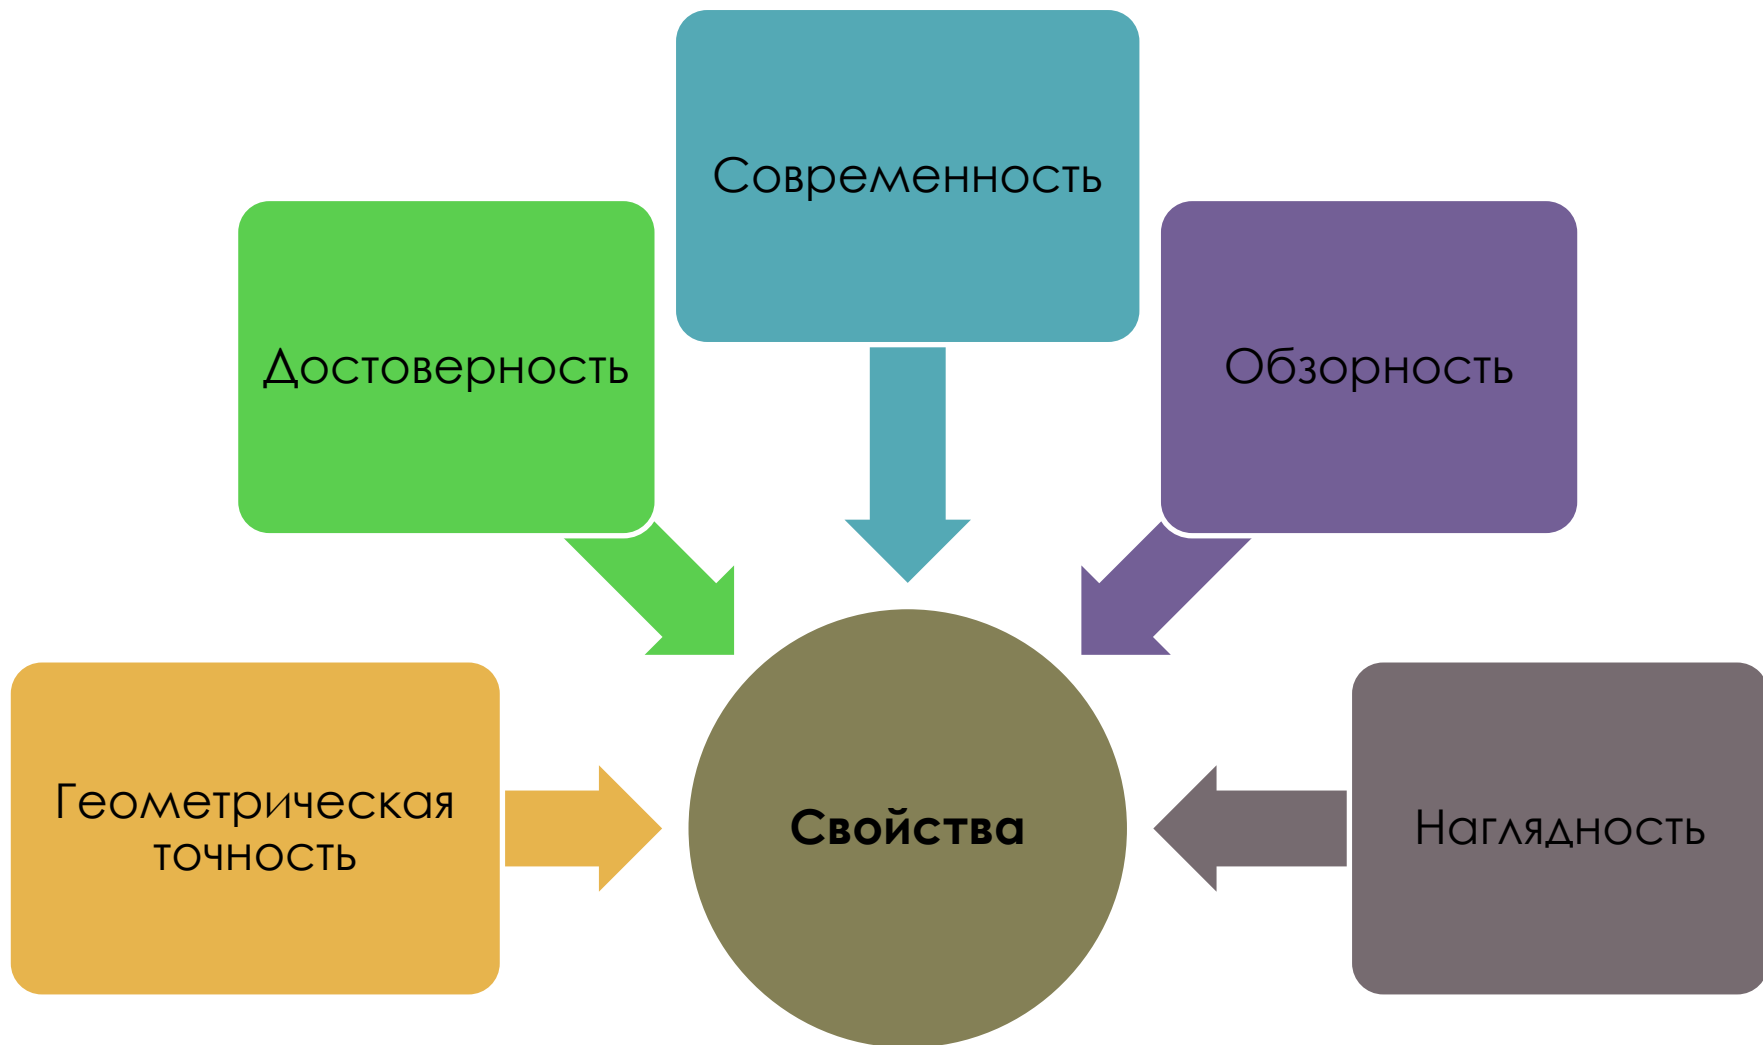 Современность
Достоверность
Обзорность
Геометрическая
точность
Свойства
Наглядность